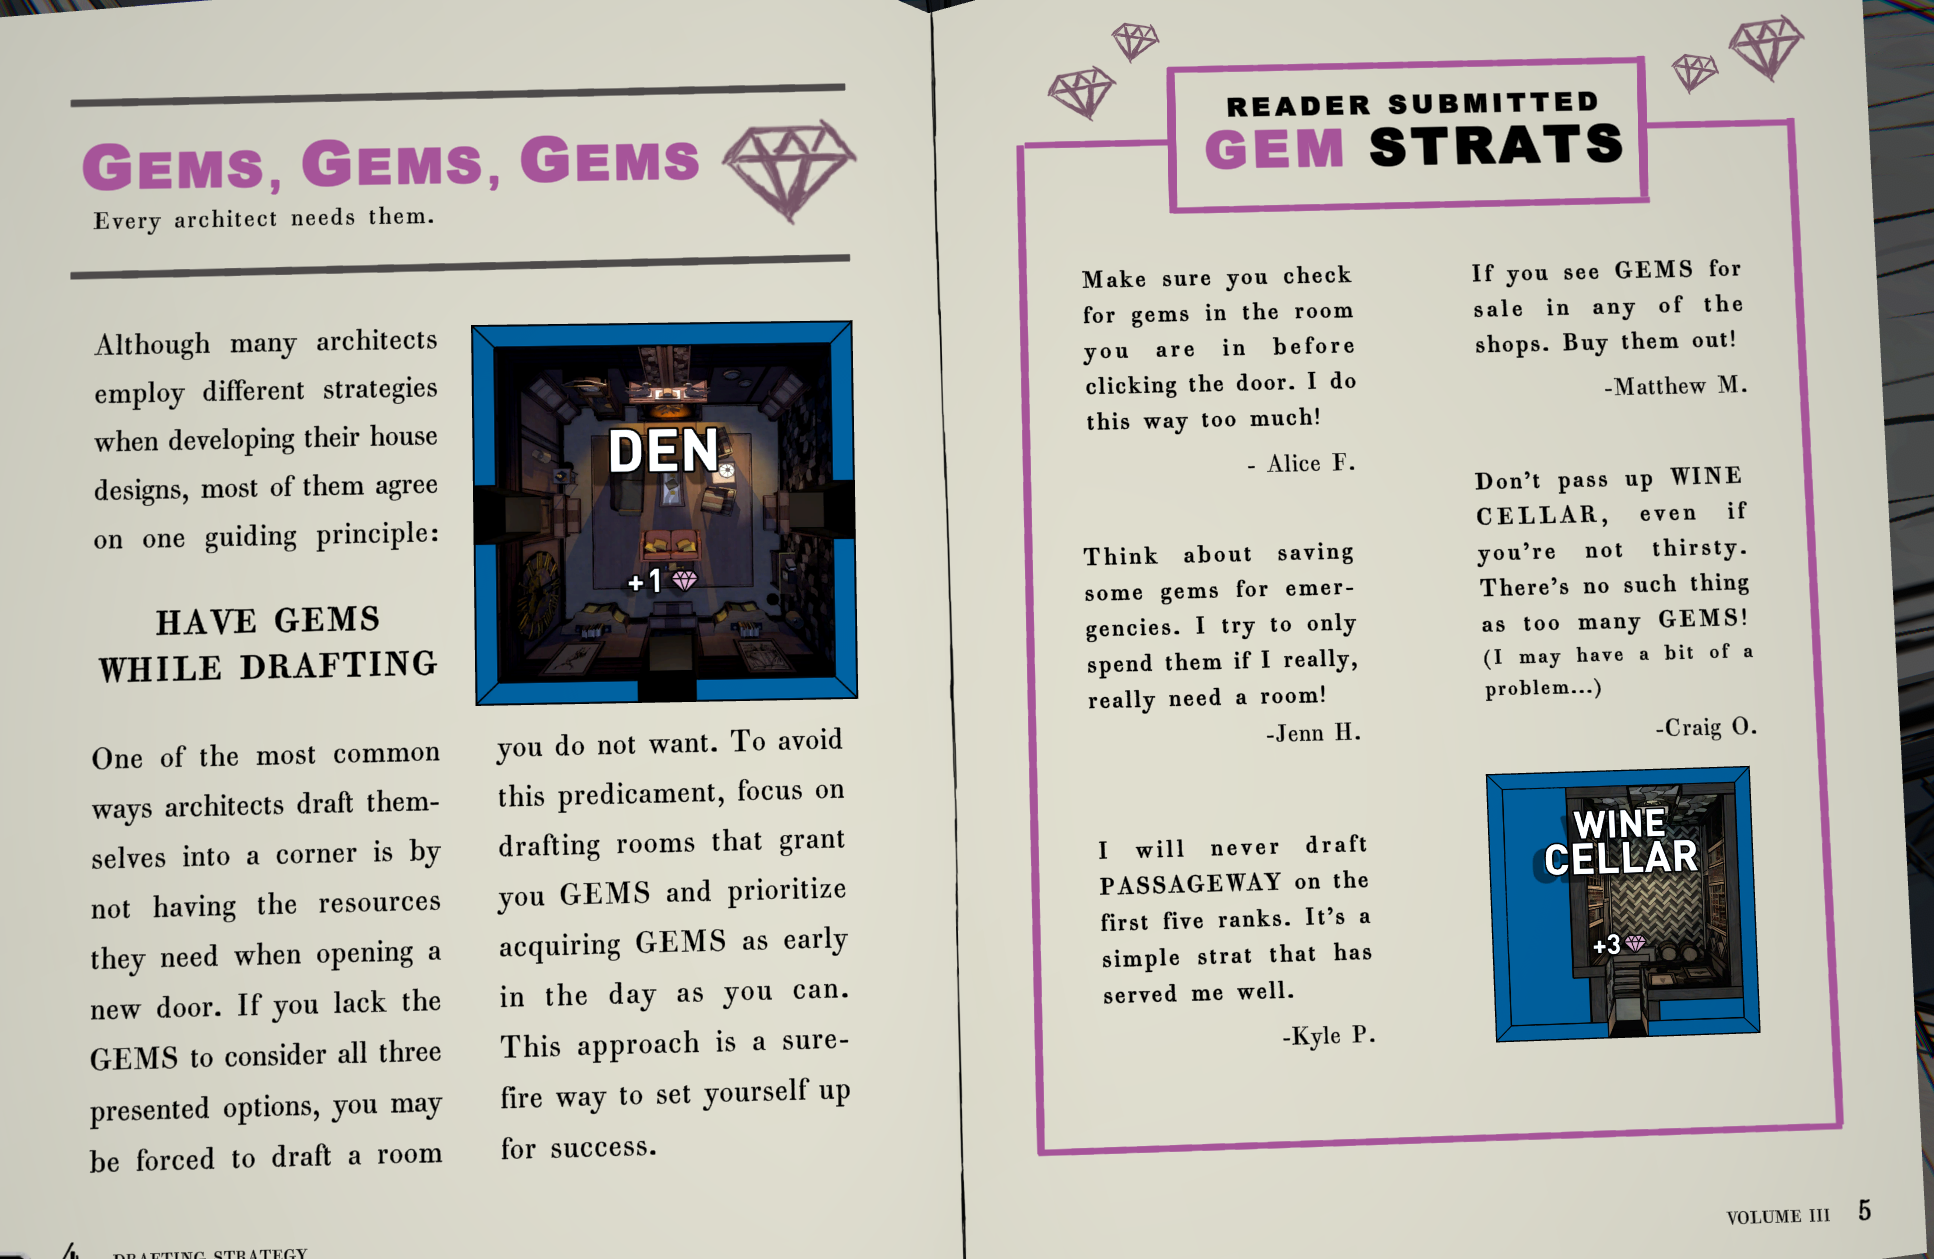 GEMS, GEMS, GEMS
Every architect needs them.
Although many architects
employ different strategies
when developing their house
designs, most of them agree
on one guiding principle:
HAVE GEMS
WHILE DRAFTING
One of the most common
ways architects draft them-
selves into a corner is by
not having the resources
they need when opening a
new door. If you lack the
GEMS to consider all three
presented options, you may
be forced to draft a room
DEN
+1
you do not want. To avoid
this predicament, focus on
drafting rooms that grant
you GEMS and prioritize
acquiring GEMS as early
in the day as you can.
This approach is a sure-
fire way to set yourself up
for success.
4 DRAFTING STRATEGY
READER SUBMITTED
GEM STRATS
Make sure you check
for gems in the room
you are in before
clicking the door. I do
this way too much!
- Alice F.
Think about saving
some gems for emer-
gencies. I try to only
spend them if I really,
really need a room!
-Jenn H.
I will never draft
PASSAGEWAY on the
first five ranks. It's a
simple strat that has
served me well.
-Kyle P.
If you see GEMS for
sale in any of the
shops. Buy them out!
-Matthew M.
Don't pass up WINE
CELLAR, even if
you're not thirsty.
There's no such thing
as too many GEMS!
(I may have a bit of a
problem...)
-Craig O.
WINE
CELLAR
+3
VOLUME III 5